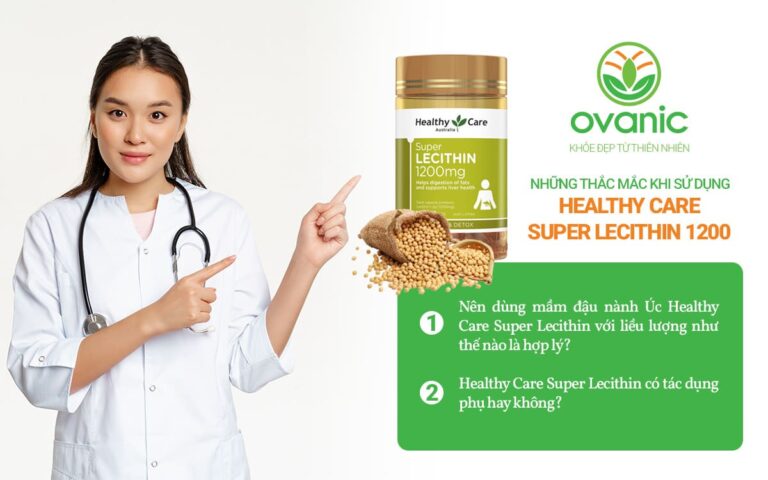 ovanic
KHỎE ĐẸP TỪ THIÊN NHIÊN
Healthy Care
Australia
Super
LECITHIN
1200mg
Helps digestion of fats
and supports liver health
DETOX
NHỮNG THẮC MẮC KHI SỬ DỤNG
HEALTHY CARE
SUPER LECITHIN 1200
1 Nên dùng mầm đậu nành Úc Healthy
Care Super Lecithin với liều lượng như
thế nào là hợp lý?
2 Healthy Care Super Lecithin có tác dụng
phụ hay không?